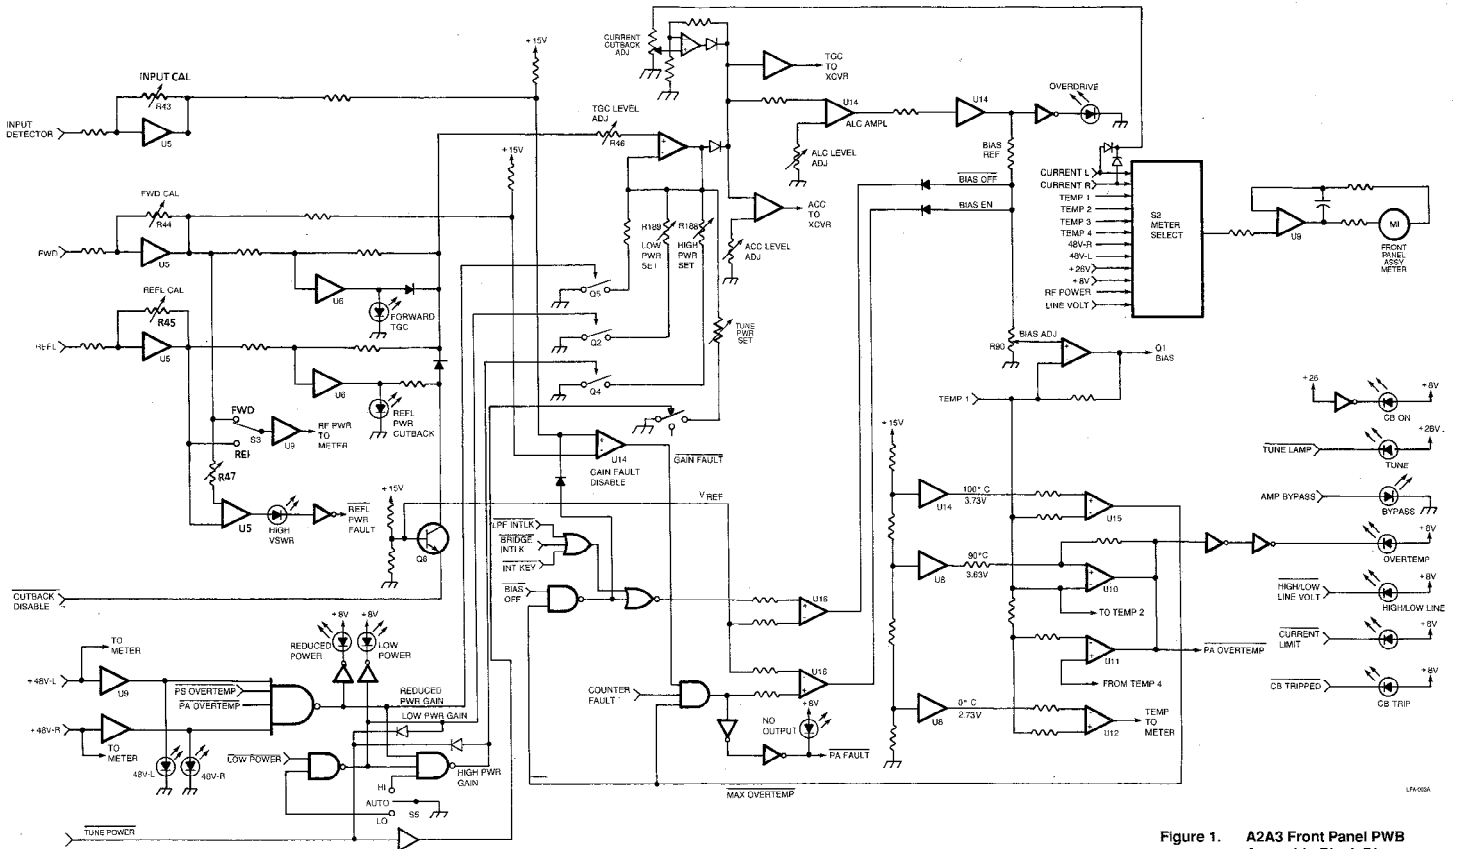 INPUT CAL
R43
INPUT
DETECTOR
U5
+15V
CURRENT
CUTBACK
ADJ
TGC
TO
XCVR
TGC LEVEL
ADJ
R46
+15V
U14
ALC AMPL
ALC LEVEL
ADJ
U14
OVERDRIVE
BIAS
REF
BIAS OFF
BIAS EN
ACC
TO
XCVR
ACC LEVEL
ADJ
CURRENT L
CURRENT R
TEMP 1
TEMP 2
TEMP 3
TEMP 4
48V-R
48V-L
+28V
+8V
RF POWER
LINE VOLT
S2
METER
SELECT
U9
M1
FRONT
PANEL
ASSY
METER
FWD CAL
R44
FWD
U5
U6
FORWARD
TGC
REFL CAL
R45
REFL
U5
U6
REFL
PWR
CUTBACK
R189
LOW
PWR
SET
R188
HIGH
PWR
SET
Q5
Q2
Q4
TUNE
PWR
SET
BIAS ADJ
R90
Q1
BIAS
TEMP 1
FWD
S3
REFL
U9
RF PWR
TO
METER
R47
U5
HIGH
VSWR
REFL
PWR
FAULT
+15V
Q6
U14
GAIN FAULT
DISABLE
GAIN FAULT
VREF
LPF INTLK
BRIDGE
INTLK
INT KEY
BIAS
OFF
U16
U16
CUTBACK
DISABLE
+15V
U14
100°C
3.73V
U15
U8
90°C
3.63V
U10
TO TEMP 2
U11
FROM TEMP 4
PA OVERTEMP
U8
0°C
2.73V
U12
TEMP
TO
METER
+26
+8V
CB ON
TUNE LAMP
+28V
TUNE
AMP BYPASS
BYPASS
+8V
OVERTEMP
HIGH/LOW
LINE VOLT
+8V
HIGH/LOW LINE
CURRENT
LIMIT
+8V
CB TRIPPED
+8V
CB TRIP
TO
METER
+48V-L
U9
PS OVERTEMP
PA OVERTEMP
+48V-R
TO
METER
48V-L
48V-R
+8V
+8V
REDUCED
POWER
LOW
POWER
REDUCED
PWR GAIN
LOW PWR GAIN
LOW POWER
HIGH PWR
GAIN
HI
AUTO
LO
S5
TUNE POWER
COUNTER
FAULT
NO
OUTPUT
+8V
PA FAULT
MAX OVERTEMP
LPA-003A
Figure 1. A2A3 Front Panel PWB